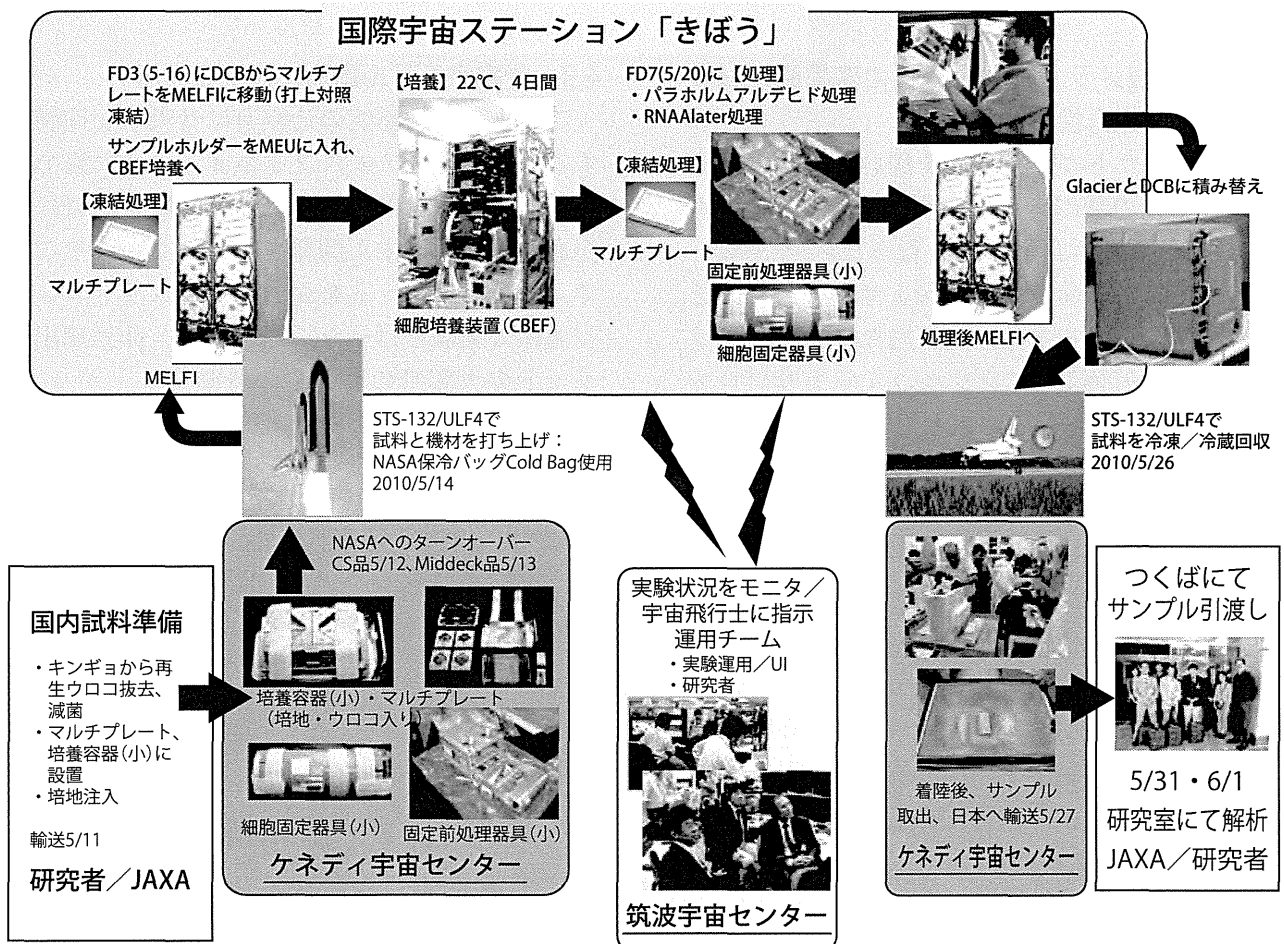 国際宇宙ステーション「きぼう」
FD3(5-16)にDCBからマルチプ
レートをMELFIに移動(打上対照
凍結)
サンプルホルダーをMEUに入れ、
CBEF培養へ
【凍結処理】
マルチプレート
MELFI
【培養】22℃、4日間
細胞培養装置(CBEF)
FD7(5/20)に【処理】
・パラホルムアルデヒド処理
・RNAAlater処理
【凍結処理】
マルチプレート
固定前処理器具(小)
細胞固定器具(小)
処理後MELFIへ
GlacierとDCBに積み替え
STS-132/ULF4で
試料と機材を打ち上げ：
NASA保冷バッグCold Bag使用
2010/5/14
STS-132/ULF4で
試料を冷凍／冷蔵回収
2010/5/26
国内試料準備
・キンギョから再
生ウロコ抜去、
滅菌
・マルチプレート、
培養容器(小)に
設置
・培地注入
輸送5/11
研究者／JAXA
NASAへのターンオーバー
CS品5/12、Middeck品5/13
培養容器(小)・マルチプレート
(培地・ウロコ入り)
細胞固定器具(小)
固定前処理器具(小)
ケネディ宇宙センター
実験状況をモニタ／
宇宙飛行士に指示
運用チーム
・実験運用／UI
・研究者
筑波宇宙センター
着陸後、サンプル
取出、日本へ輸送5/27
ケネディ宇宙センター
つくばにて
サンプル引渡し
5/31・6/1
研究室にて解析
JAXA／研究者